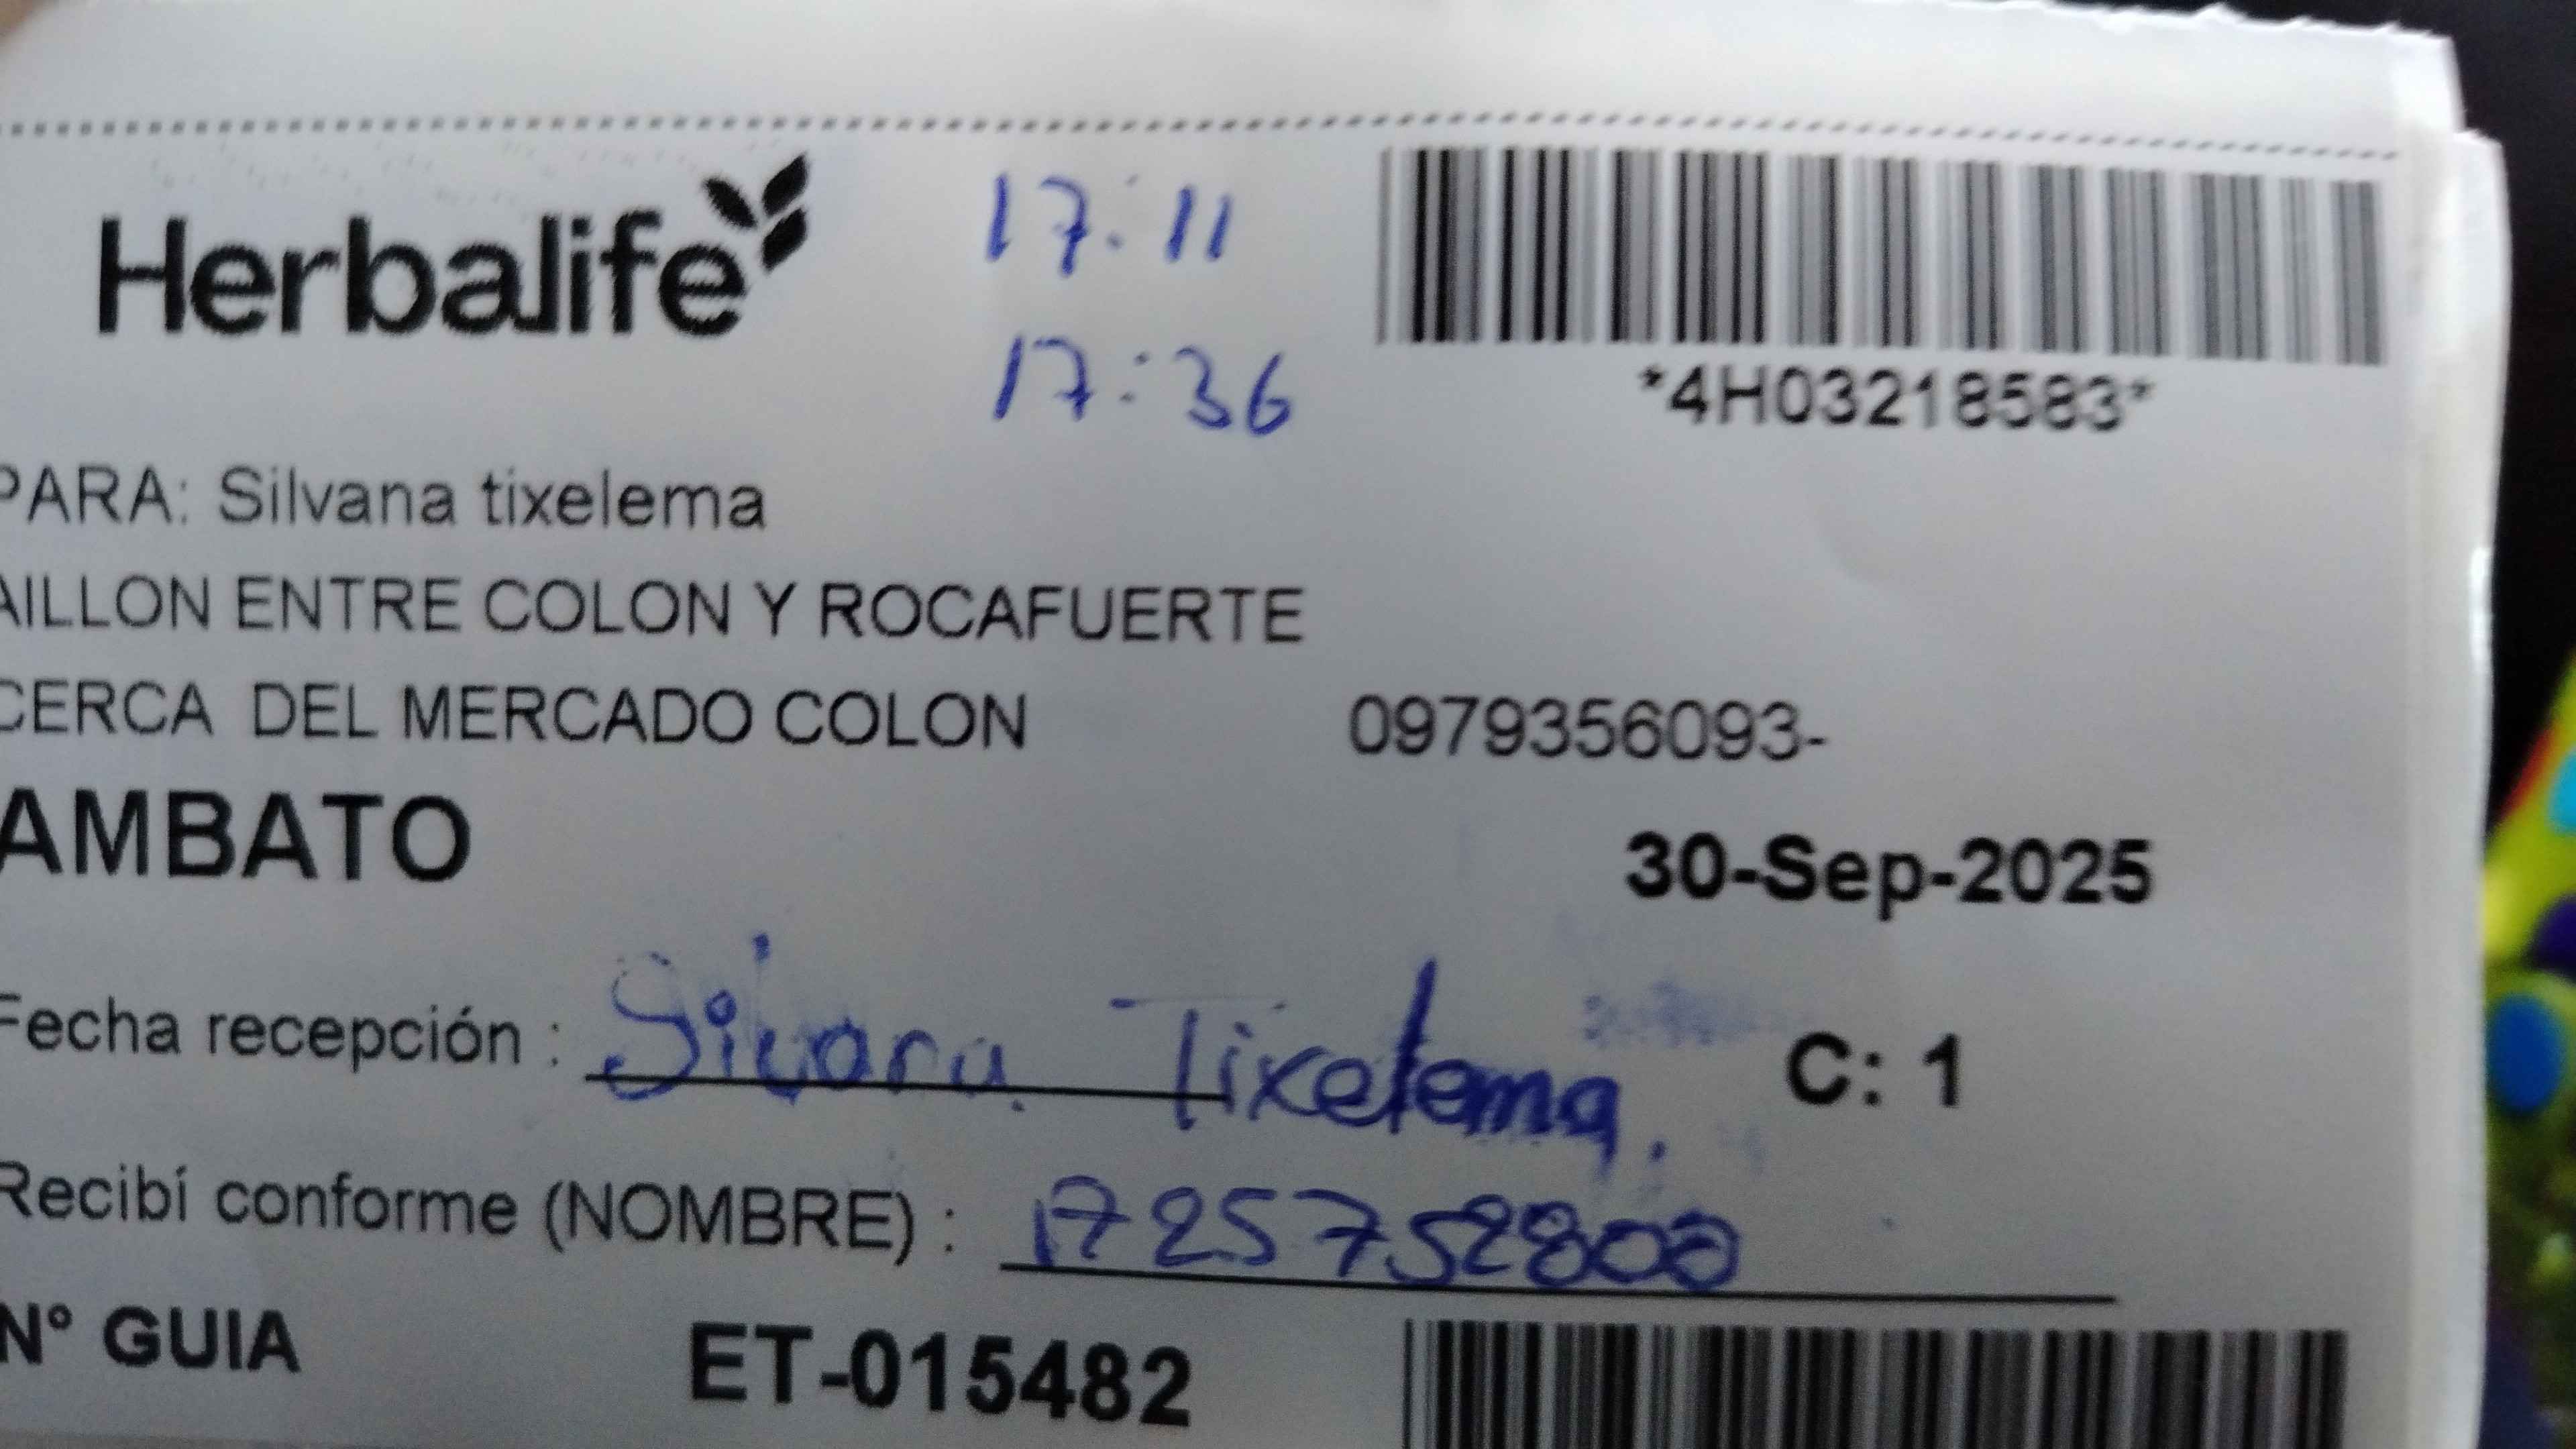 Herbalife
17:11
17:36
*4H03218583*
PARA: Silvana tixelema
AILLON ENTRE COLON Y ROCAFUERTE
CERCA DEL MERCADO COLON 0979356093-
AMBATO
30-Sep-2025
Fecha recepción : Silvana Tixelema. C: 1
Recibí conforme (NOMBRE) : 1725752800
N° GUIA ET-015482